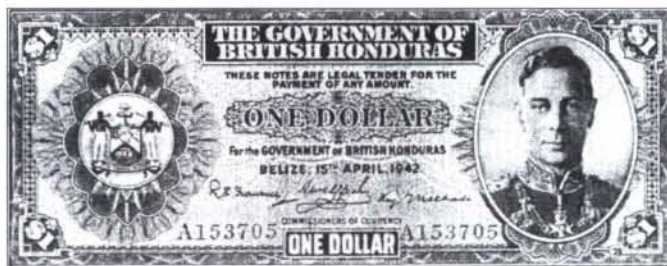 $1 $1
THE GOVERNMENT OF
BRITISH HONDURAS
THESE NOTES ARE LEGAL TENDER FOR THE
PAYMENT OF ANY AMOUNT.
ONE DOLLAR
For the GOVERNMENT of BRITISH HONDURAS
BELIZE, 15TH APRIL, 1942.
COMMISSIONERS OF CURRENCY
A153705 A153705
$1 ONE DOLLAR $1